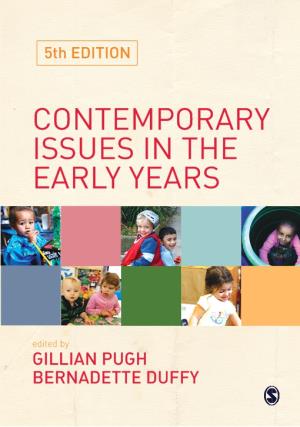 5th EDITION
CONTEMPORARY
ISSUES IN THE
EARLY YEARS
edited by
GILLIAN PUGH
BERNADETTE DUFFY